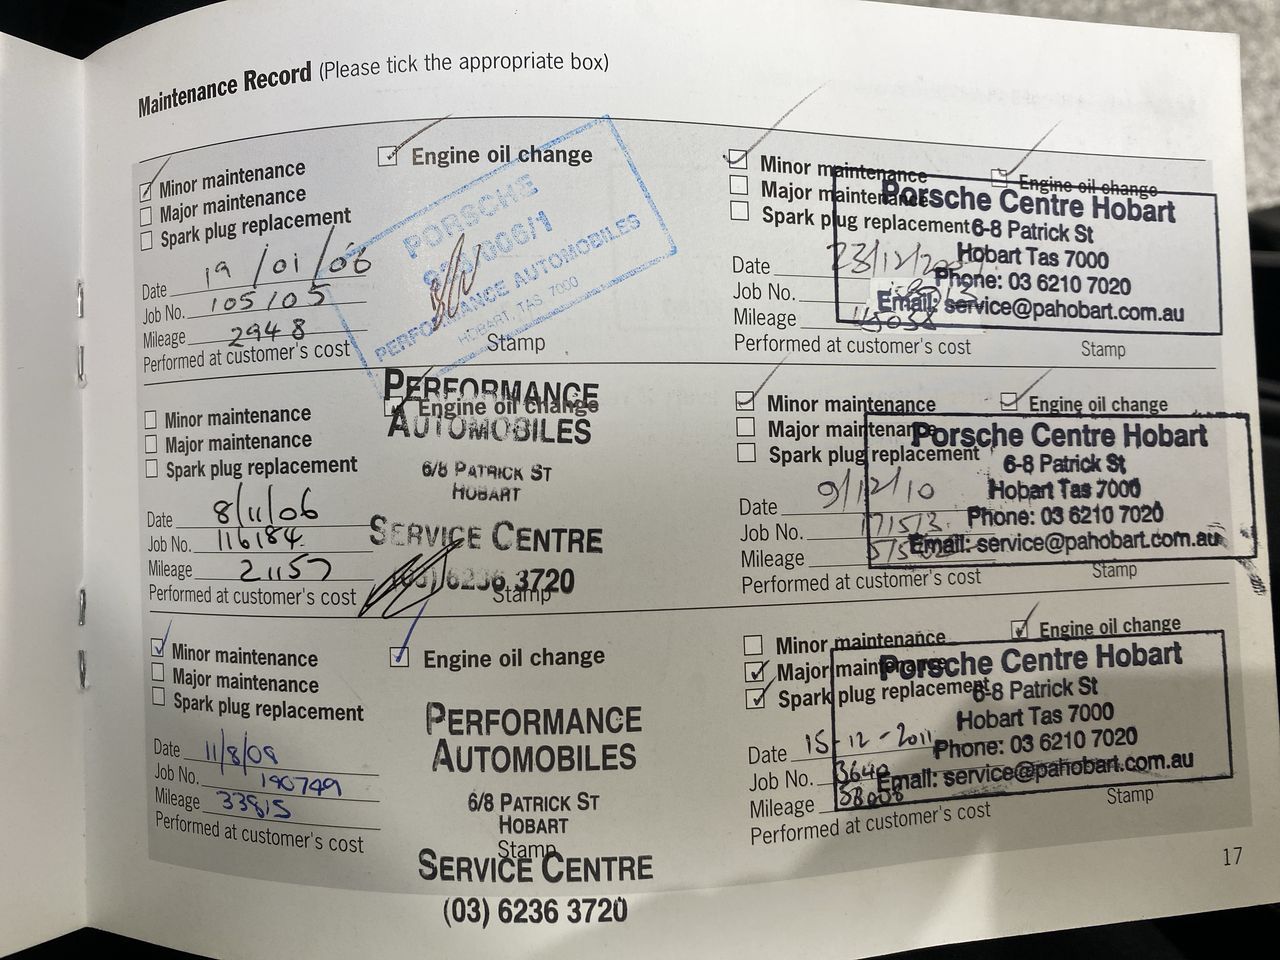 Maintenance Record (Please tick the appropriate box)
Minor maintenance
Major maintenance
Spark plug replacement
Engine oil change
Date 19/01/06
Job No. 105105
Mileage 2948
Performed at customer's cost
Stamp
PORSCHE
PERFORMANCE AUTOMOBILES
HOBART, TAS 7000
Minor maintenance
Major maintenance
Spark plug replacement
Engine oil change
Date 8/11/06
Job No. 116184
Mileage 21157
Performed at customer's cost
Stamp
PERFORMANCE
AUTOMOBILES
6/8 PATRICK ST
HOBART
SERVICE CENTRE
(03) 6236 3720
Minor maintenance
Major maintenance
Spark plug replacement
Engine oil change
Date 11/8/08
Job No. 140749
Mileage 33815
Performed at customer's cost
Stamp
PERFORMANCE
AUTOMOBILES
6/8 PATRICK ST
HOBART
SERVICE CENTRE
(03) 6236 3720
Minor maintenance
Major maintenance
Spark plug replacement
Engine oil change
Date 23/12/
Job No.
Mileage
Performed at customer's cost
Stamp
Porsche Centre Hobart
6-8 Patrick St
Hobart Tas 7000
Phone: 03 6210 7020
Email: service@pahobart.com.au
Minor maintenance
Major maintenance
Spark plug replacement
Engine oil change
Date 9/12/10
Job No. 171513
Mileage
Performed at customer's cost
Stamp
Porsche Centre Hobart
6-8 Patrick St
Hobart Tas 7000
Phone: 03 6210 7020
Email: service@pahobart.com.au
Minor maintenance
Major maintenance
Spark plug replacement
Engine oil change
Date 15-12-2011
Job No. 3640
Mileage 58008
Performed at customer's cost
Stamp
Porsche Centre Hobart
6-8 Patrick St
Hobart Tas 7000
Phone: 03 6210 7020
Email: service@pahobart.com.au
17